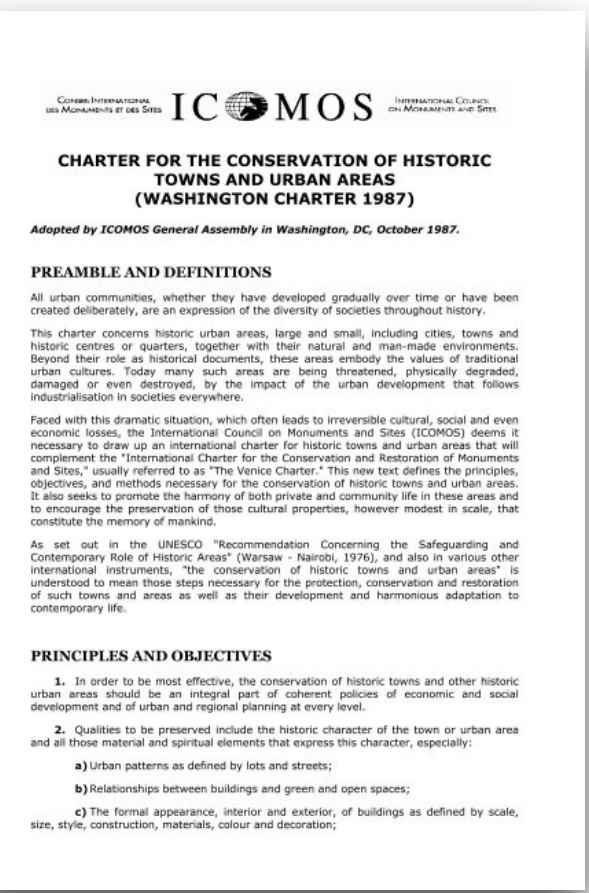 CONSEIL INTERNATIONAL
DES MONUMENTS ET DES SITES
ICOMOS
INTERNATIONAL COUNCIL
ON MONUMENTS AND SITES
CHARTER FOR THE CONSERVATION OF HISTORIC
TOWNS AND URBAN AREAS
(WASHINGTON CHARTER 1987)
Adopted by ICOMOS General Assembly in Washington, DC, October 1987.
PREAMBLE AND DEFINITIONS
All urban communities, whether they have developed gradually over time or have been
created deliberately, are an expression of the diversity of societies throughout history.
This charter concerns historic urban areas, large and small, including cities, towns and
historic centres or quarters, together with their natural and man-made environments.
Beyond their role as historical documents, these areas embody the values of traditional
urban cultures. Today many such areas are being threatened, physically degraded,
damaged or even destroyed, by the impact of the urban development that follows
industrialisation in societies everywhere.
Faced with this dramatic situation, which often leads to irreversible cultural, social and even
economic losses, the International Council on Monuments and Sites (ICOMOS) deems it
necessary to draw up an international charter for historic towns and urban areas that will
complement the "International Charter for the Conservation and Restoration of Monuments
and Sites," usually referred to as "The Venice Charter." This new text defines the principles,
objectives, and methods necessary for the conservation of historic towns and urban areas.
It also seeks to promote the harmony of both private and community life in these areas and
to encourage the preservation of those cultural properties, however modest in scale, that
constitute the memory of mankind.
As set out in the UNESCO "Recommendation Concerning the Safeguarding and
Contemporary Role of Historic Areas" (Warsaw - Nairobi, 1976), and also in various other
international instruments, "the conservation of historic towns and urban areas" is
understood to mean those steps necessary for the protection, conservation and restoration
of such towns and areas as well as their development and harmonious adaptation to
contemporary life.
PRINCIPLES AND OBJECTIVES
1. In order to be most effective, the conservation of historic towns and other historic
urban areas should be an integral part of coherent policies of economic and social
development and of urban and regional planning at every level.
2. Qualities to be preserved include the historic character of the town or urban area
and all those material and spiritual elements that express this character, especially:
a) Urban patterns as defined by lots and streets;
b) Relationships between buildings and green and open spaces;
c) The formal appearance, interior and exterior, of buildings as defined by scale,
size, style, construction, materials, colour and decoration;